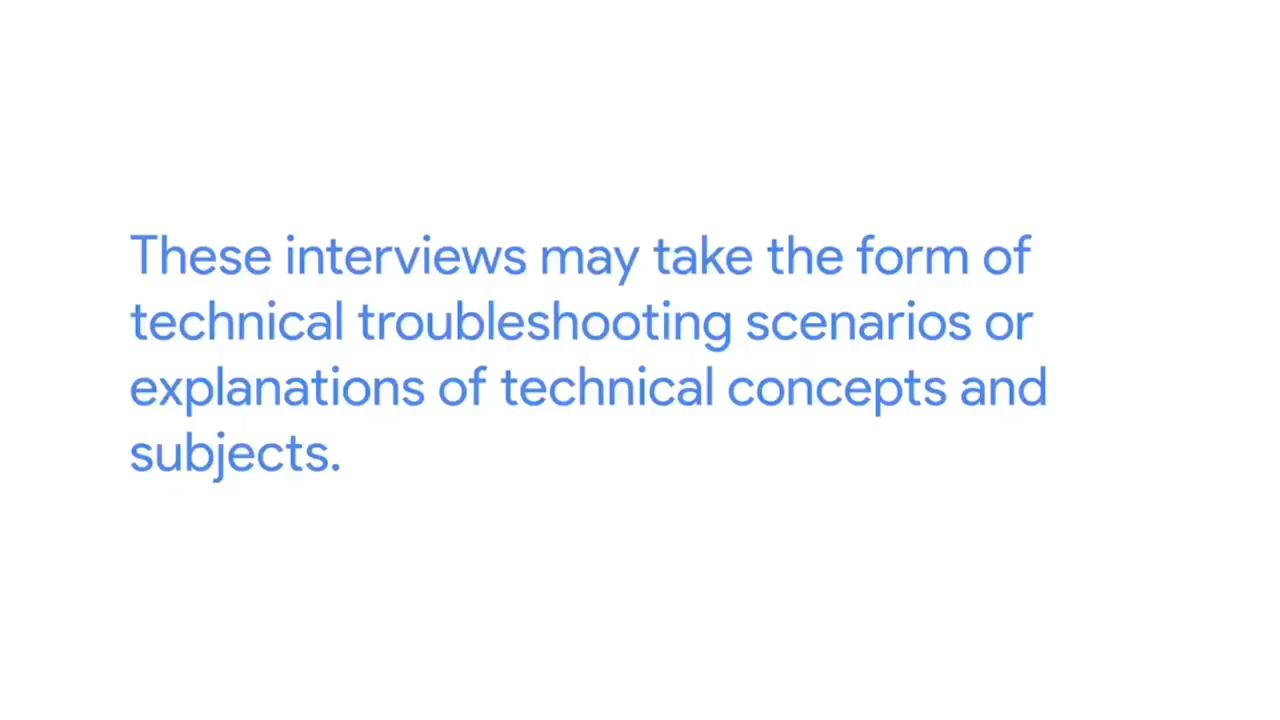 These interviews may take the form of
technical troubleshooting scenarios or
explanations of technical concepts and
subjects.